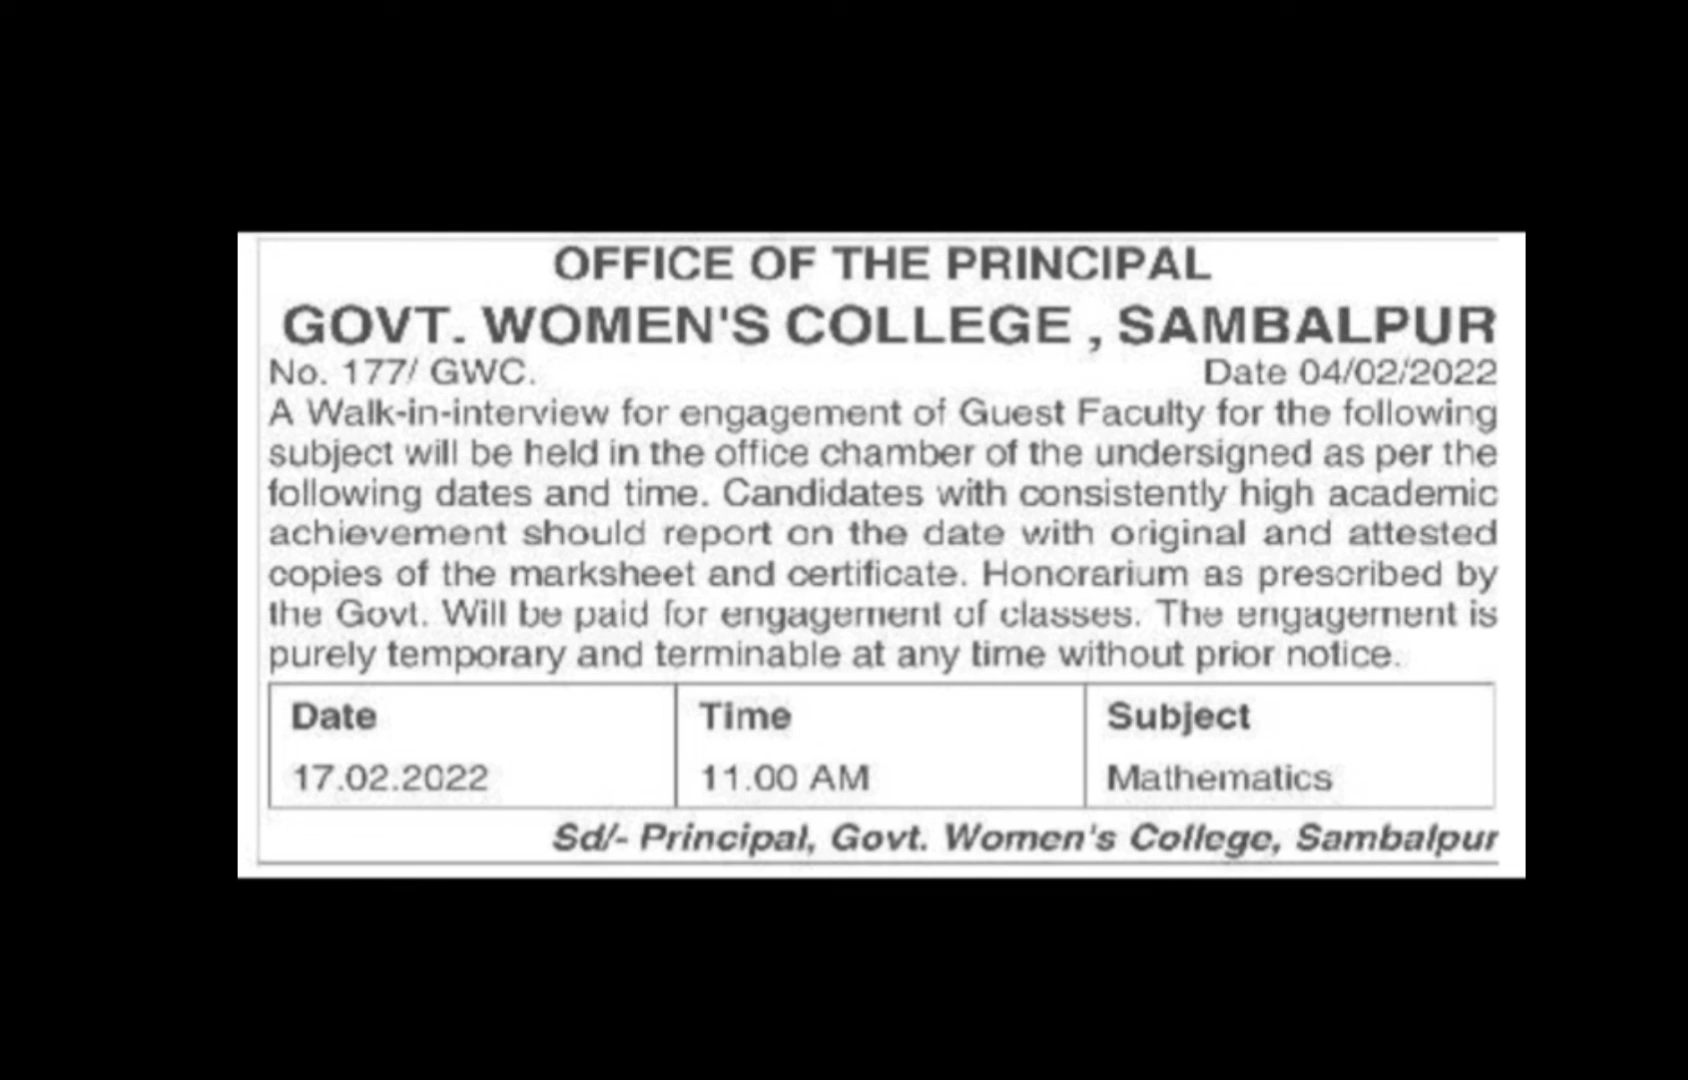 OFFICE OF THE PRINCIPAL
GOVT. WOMEN'S COLLEGE , SAMBALPUR
No. 177/ GWC. Date 04/02/2022
A Walk-in-interview for engagement of Guest Faculty for the following
subject will be held in the office chamber of the undersigned as per the
following dates and time. Candidates with consistently high academic
achievement should report on the date with original and attested
copies of the marksheet and certificate. Honorarium as prescribed by
the Govt. Will be paid for engagement of classes. The engagement is
purely temporary and terminable at any time without prior notice.
Date Time Subject
17.02.2022 11.00 AM Mathematics
Sd/- Principal, Govt. Women's College, Sambalpur